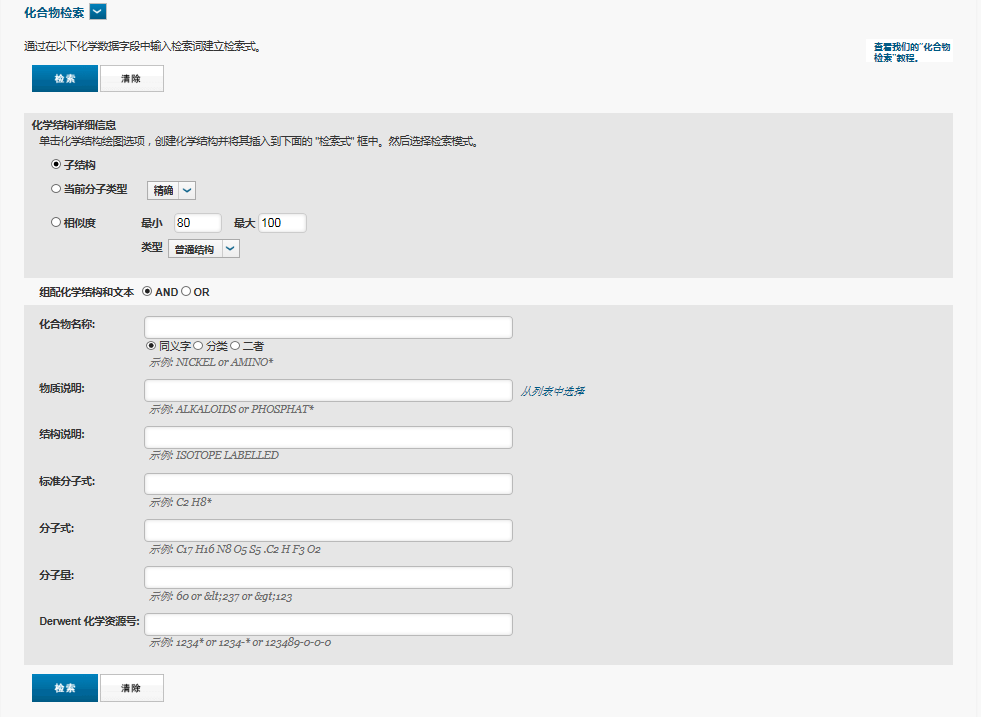 化合物检索
通过在以下化学数据字段中输入检索词建立检索式。
查看我们的"化合物
检索"教程。
检索 清除
化学结构详细信息
单击化学结构绘图选项，创建化学结构并将其插入到下面的 "检索式" 框中。然后选择检索模式。
子结构
当前分子类型 精确
相似度 最小 80 最大 100
类型 普通结构
组配化学结构和文本 AND OR
化合物名称:
同义字 分类 二者
示例: NICKEL or AMINO*
物质说明: 从列表中选择
示例: ALKALOIDS or PHOSPHAT*
结构说明:
示例: ISOTOPE LABELLED
标准分子式:
示例: C2 H8*
分子式:
示例: C17 H16 N8 O5 S5 .C2 H F3 O2
分子量:
示例: 60 or &lt;237 or &gt;123
Derwent 化学资源号:
示例: 1234* or 1234-* or 123489-0-0-0
检索 清除